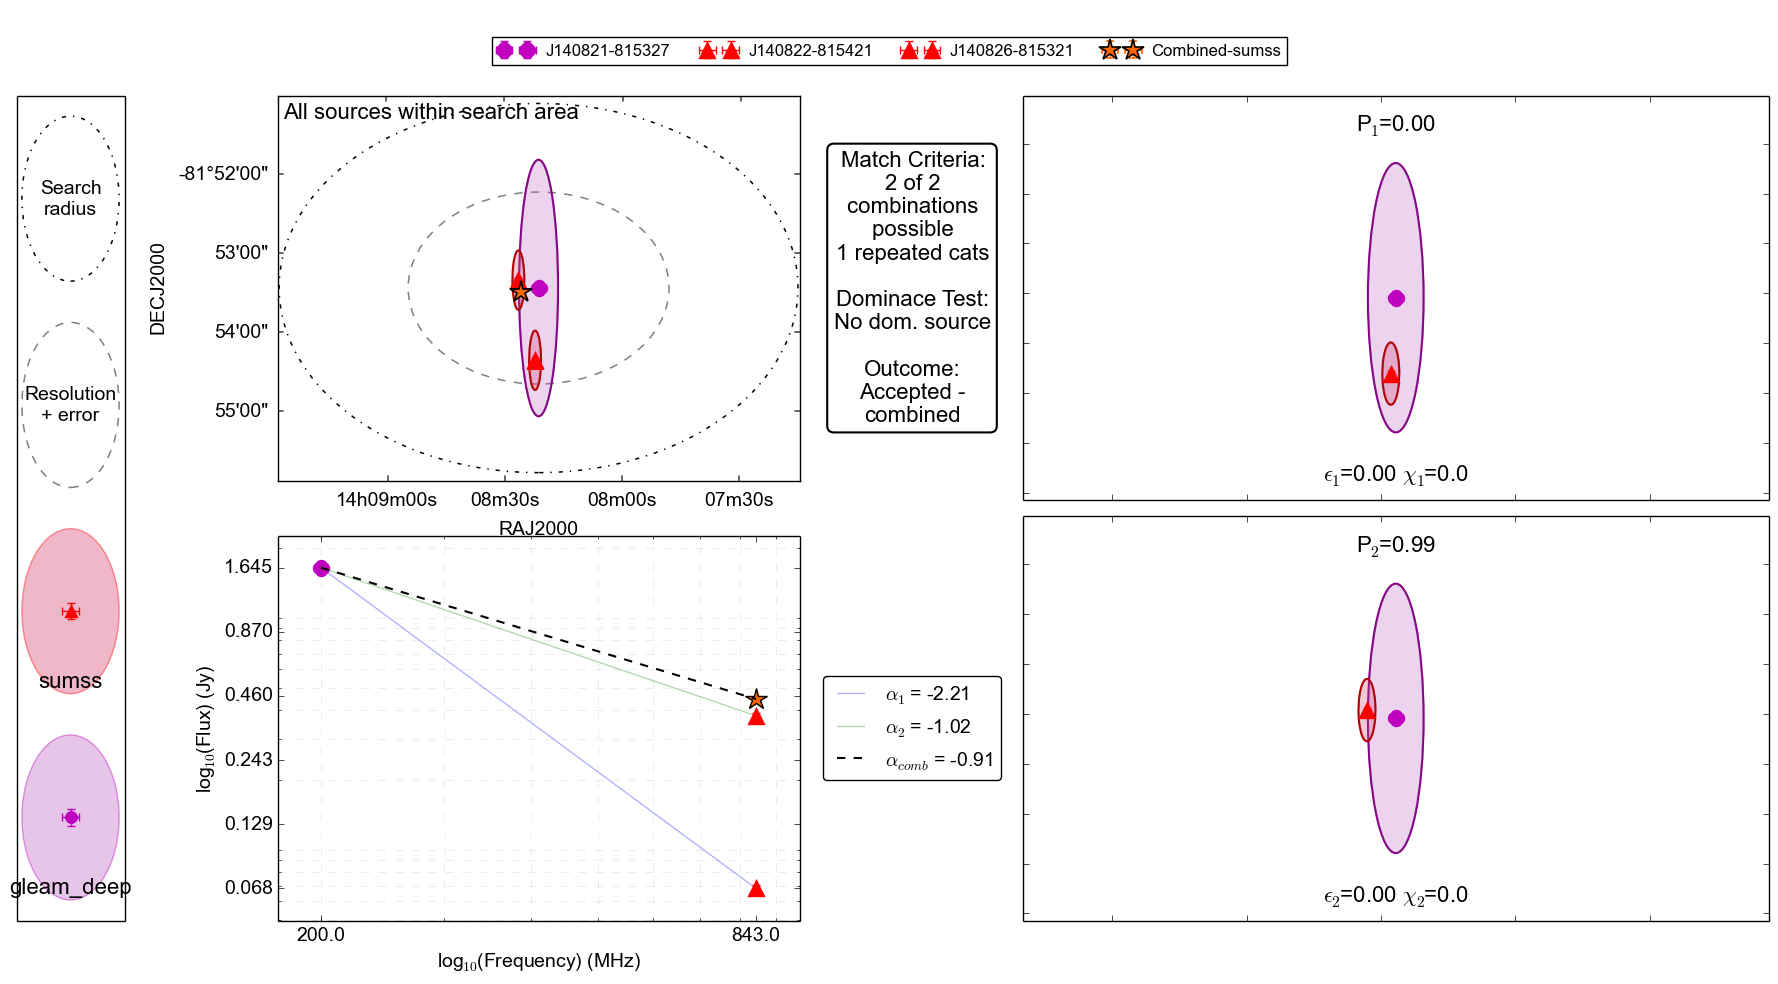 J140821-815327
J140822-815421
J140826-815321
Combined-sumss
Search
radius
Resolution
+ error
sumss
gleam_deep
All sources within search area
-81°52'00"
53'00"
54'00"
55'00"
DECJ2000
14h09m00s
08m30s
08m00s
07m30s
RAJ2000
Match Criteria:
2 of 2
combinations
possible
1 repeated cats
Dominace Test:
No dom. source
Outcome:
Accepted -
combined
P1=0.00
ϵ1=0.00 χ1=0.0
P2=0.99
ϵ2=0.00 χ2=0.0
1.645
0.870
0.460
0.243
0.129
0.068
log10(Flux) (Jy)
200.0
843.0
log10(Frequency) (MHz)
α1 = -2.21
α2 = -1.02
αcomb = -0.91